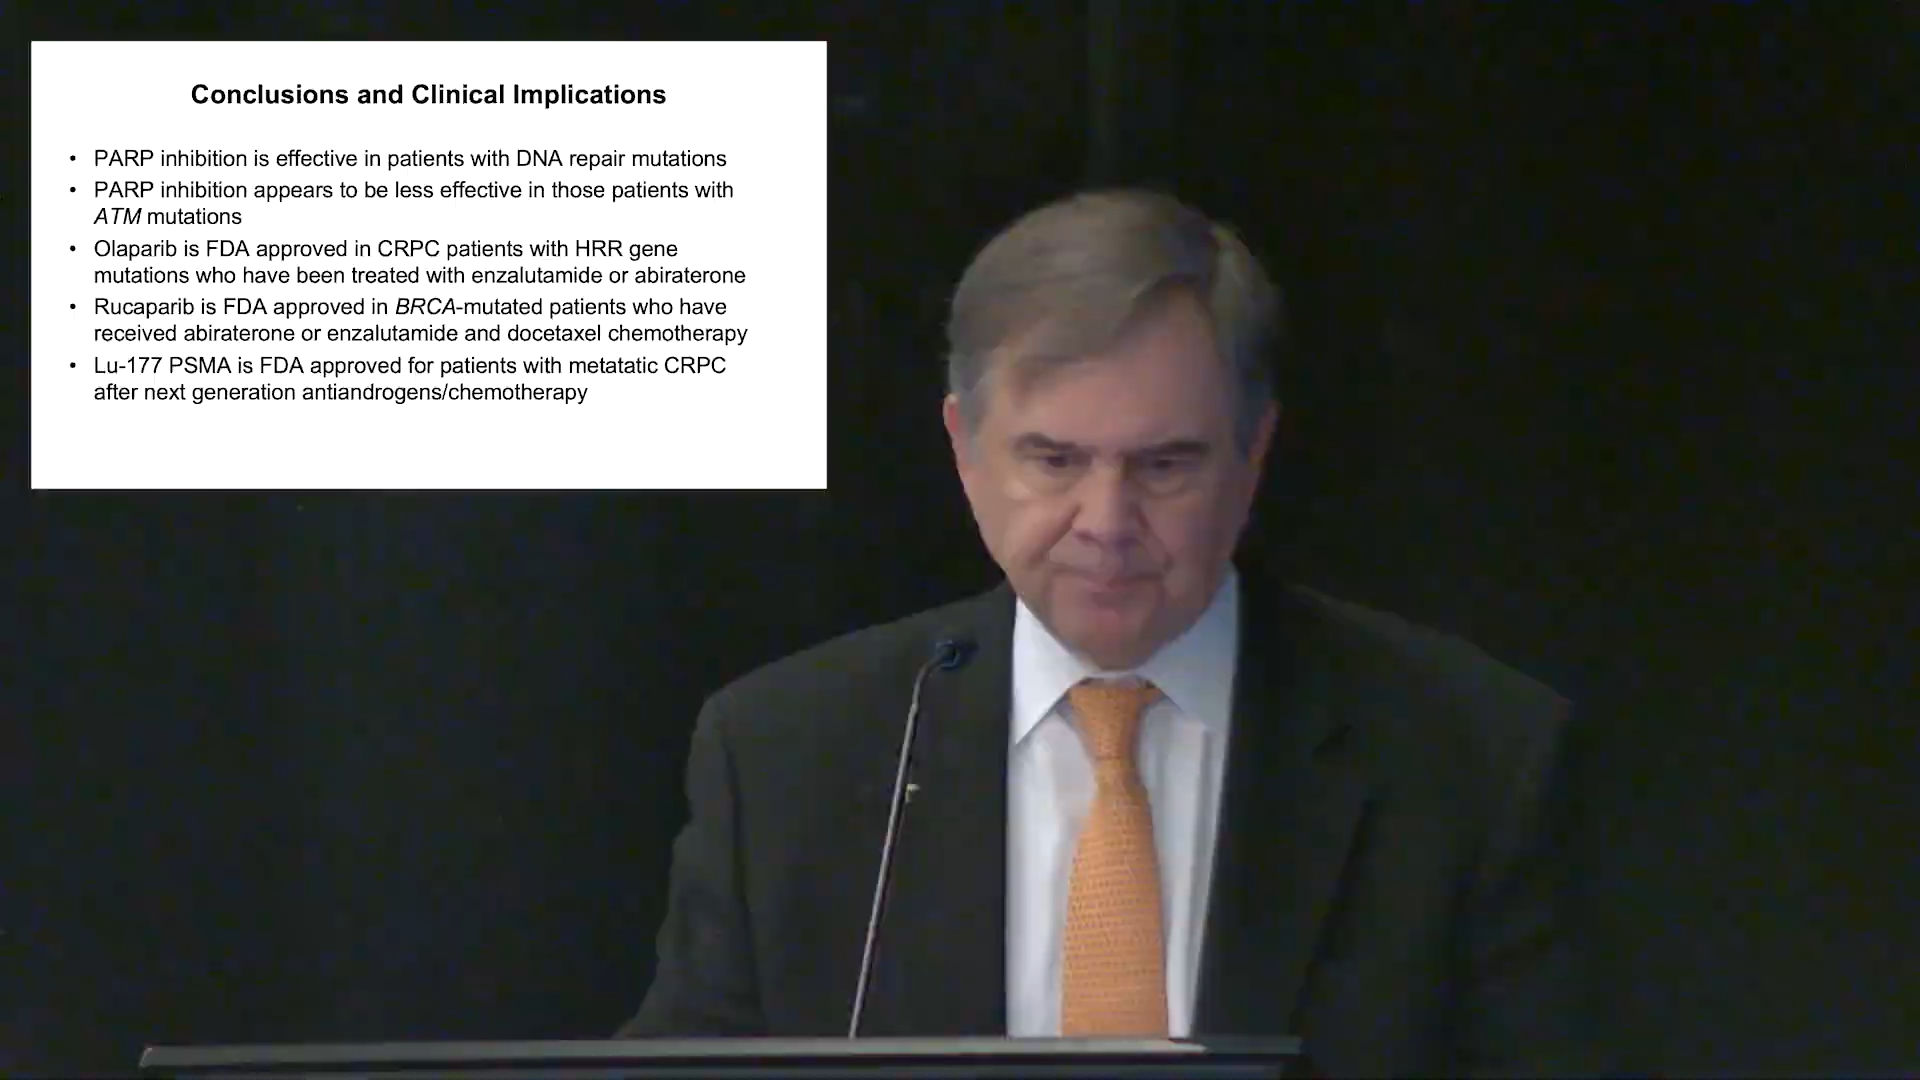 Conclusions and Clinical Implications
• PARP inhibition is effective in patients with DNA repair mutations
• PARP inhibition appears to be less effective in those patients with
ATM mutations
• Olaparib is FDA approved in CRPC patients with HRR gene
mutations who have been treated with enzalutamide or abiraterone
• Rucaparib is FDA approved in BRCA-mutated patients who have
received abiraterone or enzalutamide and docetaxel chemotherapy
• Lu-177 PSMA is FDA approved for patients with metatatic CRPC
after next generation antiandrogens/chemotherapy